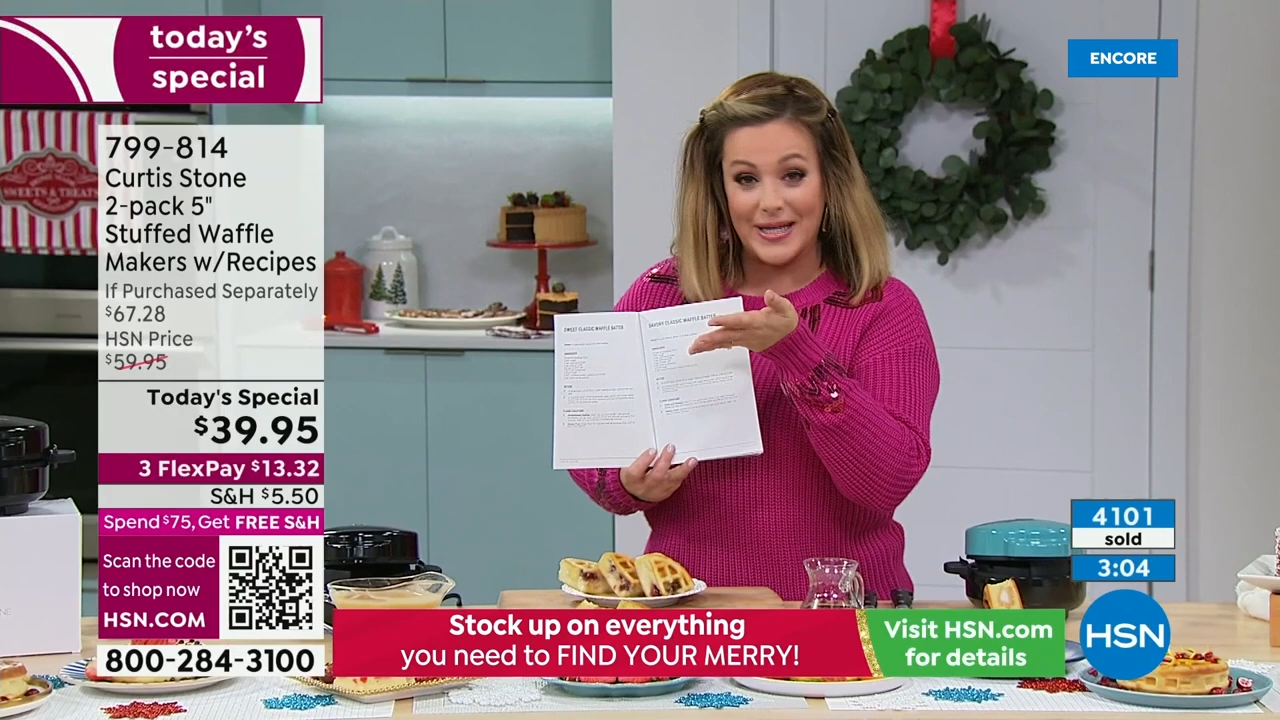 today's
special
ENCORE
799-814
Curtis Stone
2-pack 5"
Stuffed Waffle
Makers w/Recipes
If Purchased Separately
$67.28
HSN Price
$59.95
Today's Special
$39.95
3 FlexPay $13.32
S&H $5.50
Spend $75, Get FREE S&H
Scan the code
to shop now
HSN.COM
800-284-3100
SWEETS & TREATS
SWEET CLASSIC WAFFLE BATTER
SAVORY CLASSIC WAFFLE BATTER
4101
sold
3:04
HSN
Stock up on everything
you need to FIND YOUR MERRY!
Visit HSN.com
for details